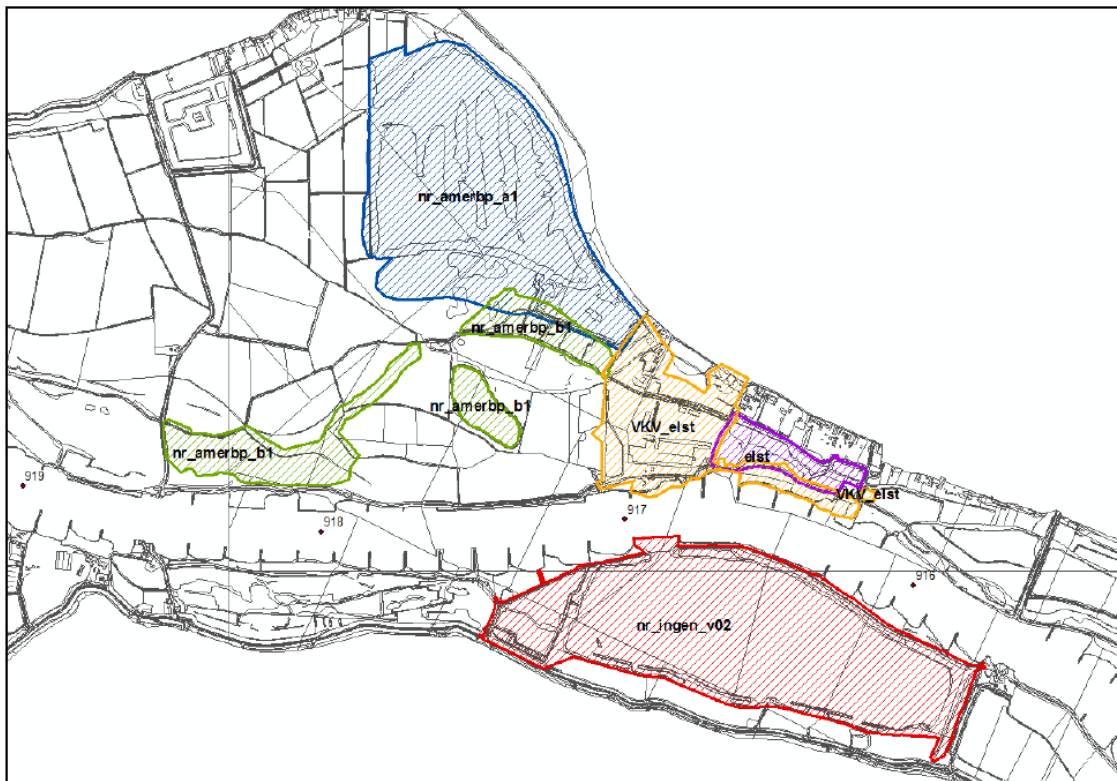 nr_amerbp_a1
nr_amerbp_b1
nr_amerbp_b1
VKV_elst
nr_amerbp_b1
elst
919
VKV_elst
917
918
916
nr_ingen_v02